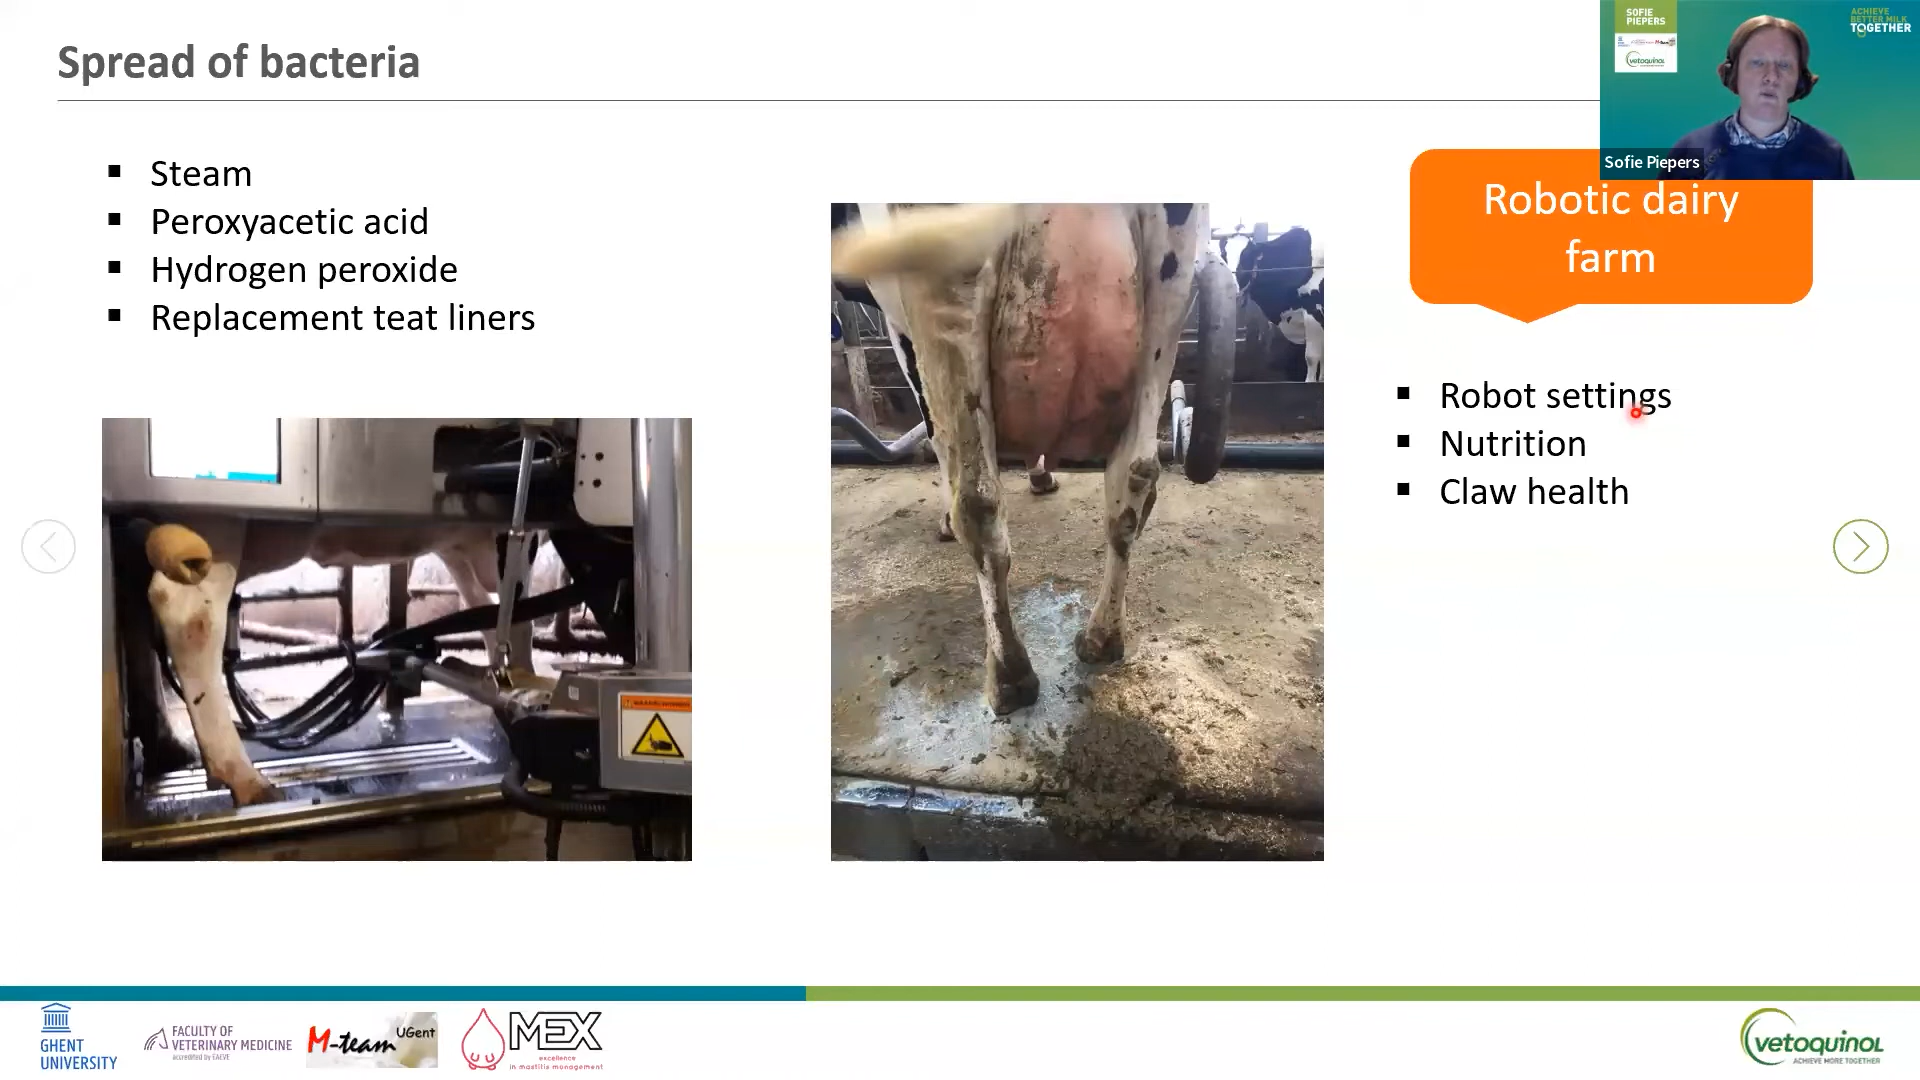 Spread of bacteria
SOFIE
PIEPERS
vetoquinol
ACHIEVE
BETTER MILK
TOGETHER
Sofie Piepers
▪ Steam
▪ Peroxyacetic acid
▪ Hydrogen peroxide
▪ Replacement teat liners
Robotic dairy
farm
▪ Robot settings
▪ Nutrition
▪ Claw health
GHENT
UNIVERSITY
FACULTY OF
VETERINARY MEDICINE
accredited by EAEVE
M-team
UGent
MEX
excellence
in mastitis management
vetoquinol
ACHIEVE MORE TOGETHER